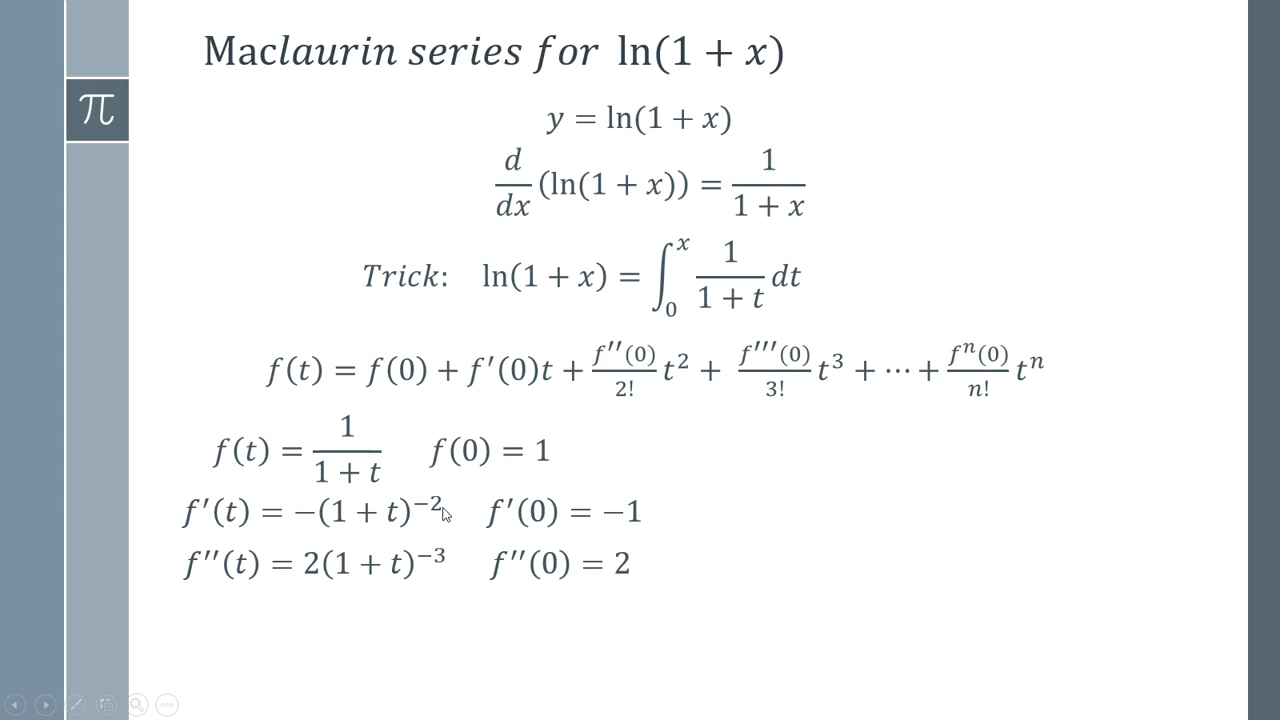 Maclaurin series for ln(1 + x)
π
y = ln(1 + x)
d/dx (ln(1 + x)) = 1/(1 + x)
Trick: ln(1 + x) = ∫₀ˣ 1/(1 + t) dt
f(t) = f(0) + f′(0)t + f′′(0)/2! t² + f′′′(0)/3! t³ + ⋯ + fⁿ(0)/n! tⁿ
f(t) = 1/(1 + t) f(0) = 1
f′(t) = −(1 + t)⁻² f′(0) = −1
f′′(t) = 2(1 + t)⁻³ f′′(0) = 2